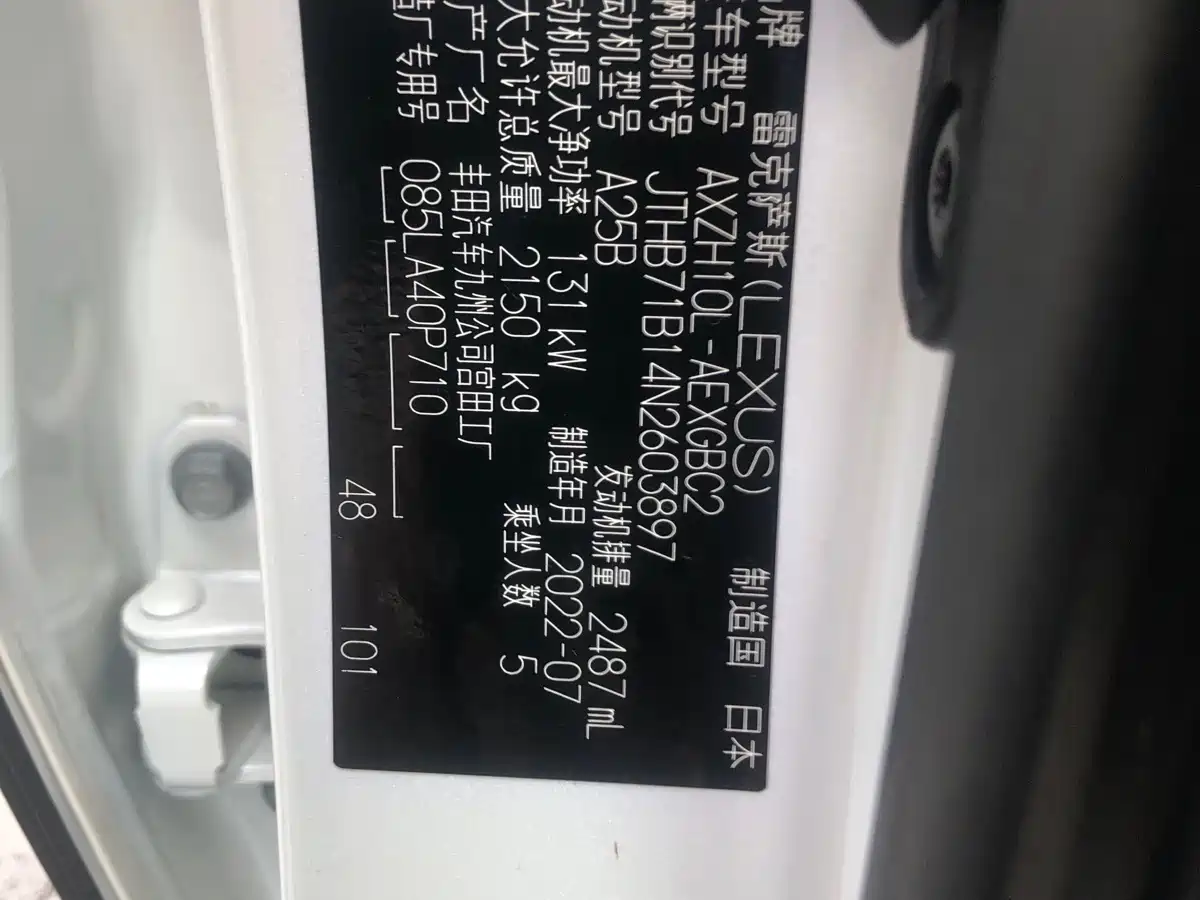 牌 雷克萨斯(LEXUS) 制造国 日本
车型号 AXZH10L-AEXGBC2
辆识别代号 JTHB71B14N2603897
动机型号 A25B 发动机排量 2487 mL
动机最大净功率 131 kW 制造年月 2022-07
大允许总质量 2150 kg 乘坐人数 5
产厂名 丰田汽车九州公司宫田工厂
厂专用号 085LA40P710
48 101